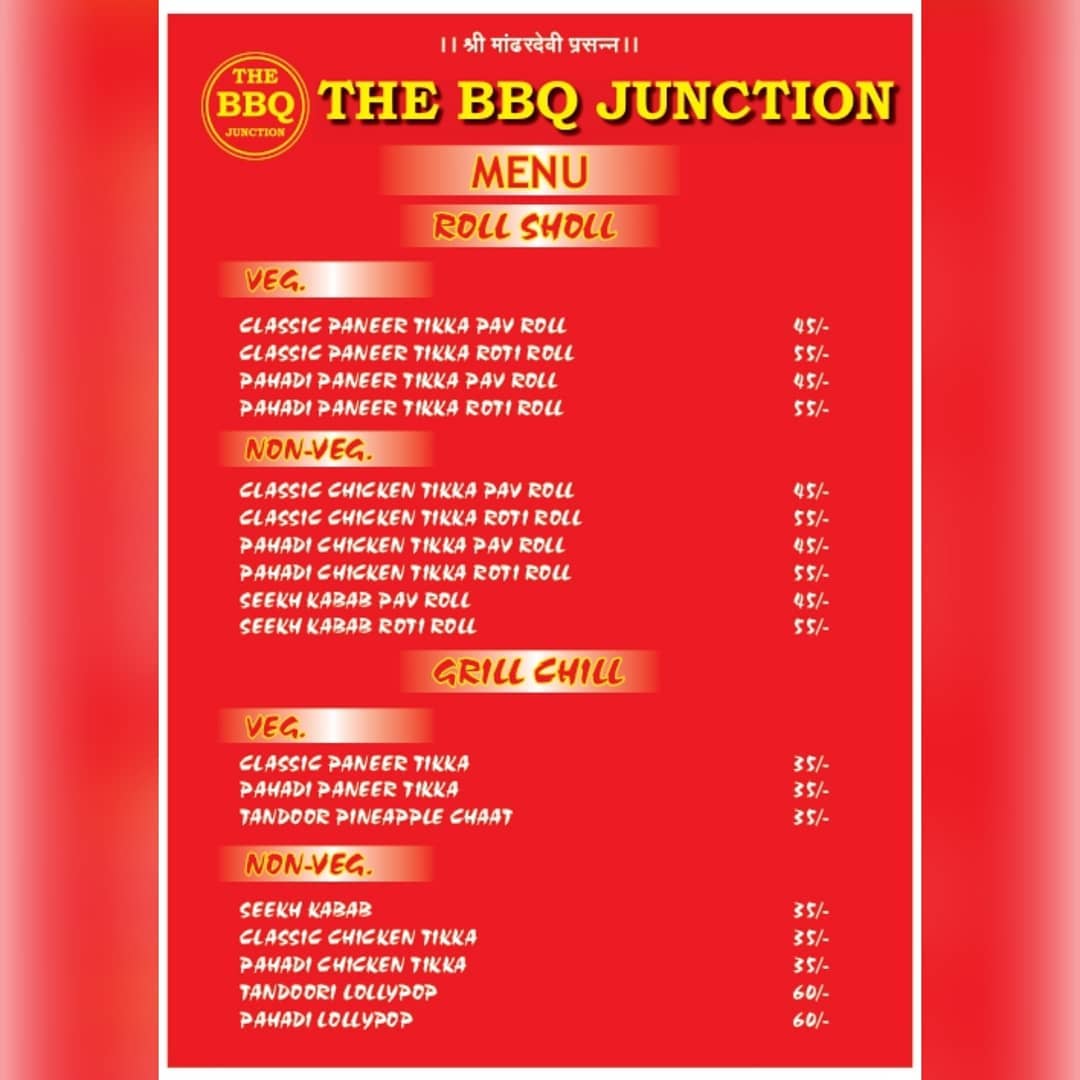 ।। श्री मांढरदेवी प्रसन्न।।
THE
BBQ
JUNCTION
THE BBQ JUNCTION
MENU
ROLL SHOLL
VEG.
CLASSIC PANEER TIKKA PAV ROLL 45/-
CLASSIC PANEER TIKKA ROTI ROLL 55/-
PAHADI PANEER TIKKA PAV ROLL 45/-
PAHADI PANEER TIKKA ROTI ROLL 55/-
NON-VEG.
CLASSIC CHICKEN TIKKA PAV ROLL 45/-
CLASSIC CHICKEN TIKKA ROTI ROLL 55/-
PAHADI CHICKEN TIKKA PAV ROLL 45/-
PAHADI CHICKEN TIKKA ROTI ROLL 55/-
SEEKH KABAB PAV ROLL 45/-
SEEKH KABAB ROTI ROLL 55/-
GRILL CHILL
VEG.
CLASSIC PANEER TIKKA 35/-
PAHADI PANEER TIKKA 35/-
TANDOOR PINEAPPLE CHAAT 35/-
NON-VEG.
SEEKH KABAB 35/-
CLASSIC CHICKEN TIKKA 35/-
PAHADI CHICKEN TIKKA 35/-
TANDOORI LOLLYPOP 60/-
PAHADI LOLLYPOP 60/-